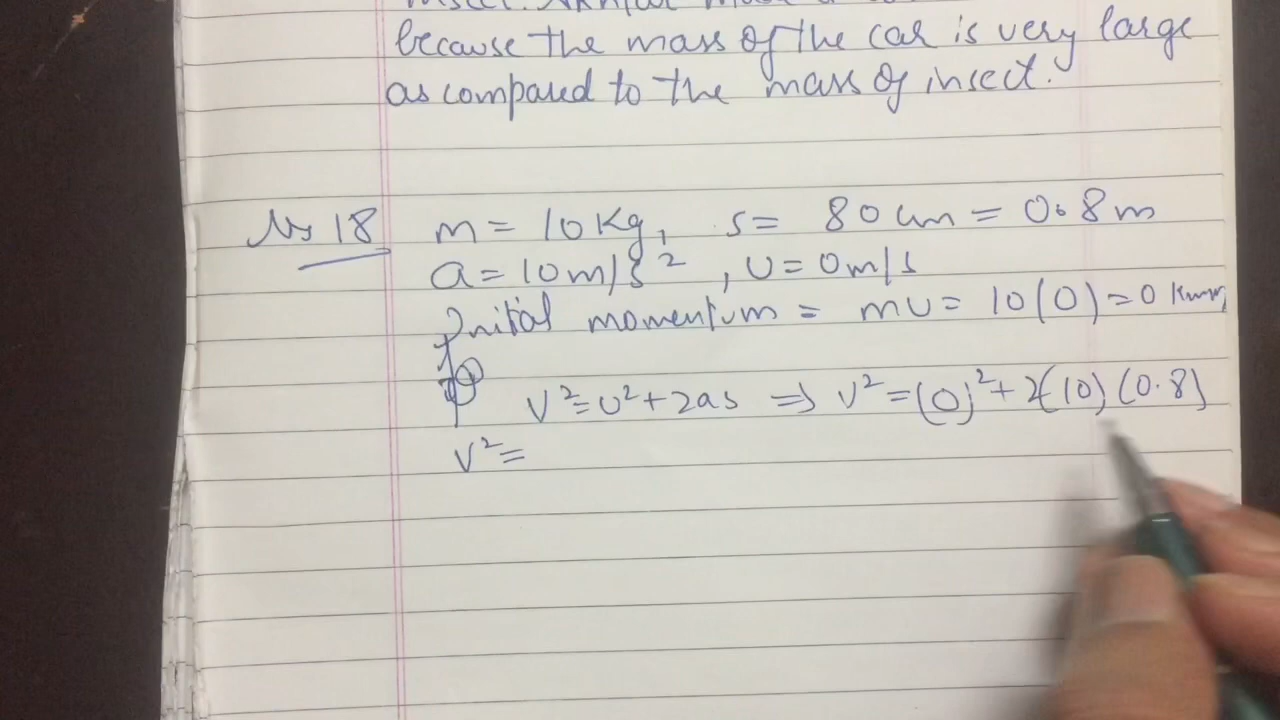 because the mass of the car is very large
as compared to the mass of insect.
Ans 18 m = 10 Kg, s = 80 cm = 0.8 m
a = 10 m/s², u = 0 m/s
Initial momentum = mu = 10(0) = 0
v² = u² + 2as ⇒ v² = (0)² + 2(10)(0.8)
v² =